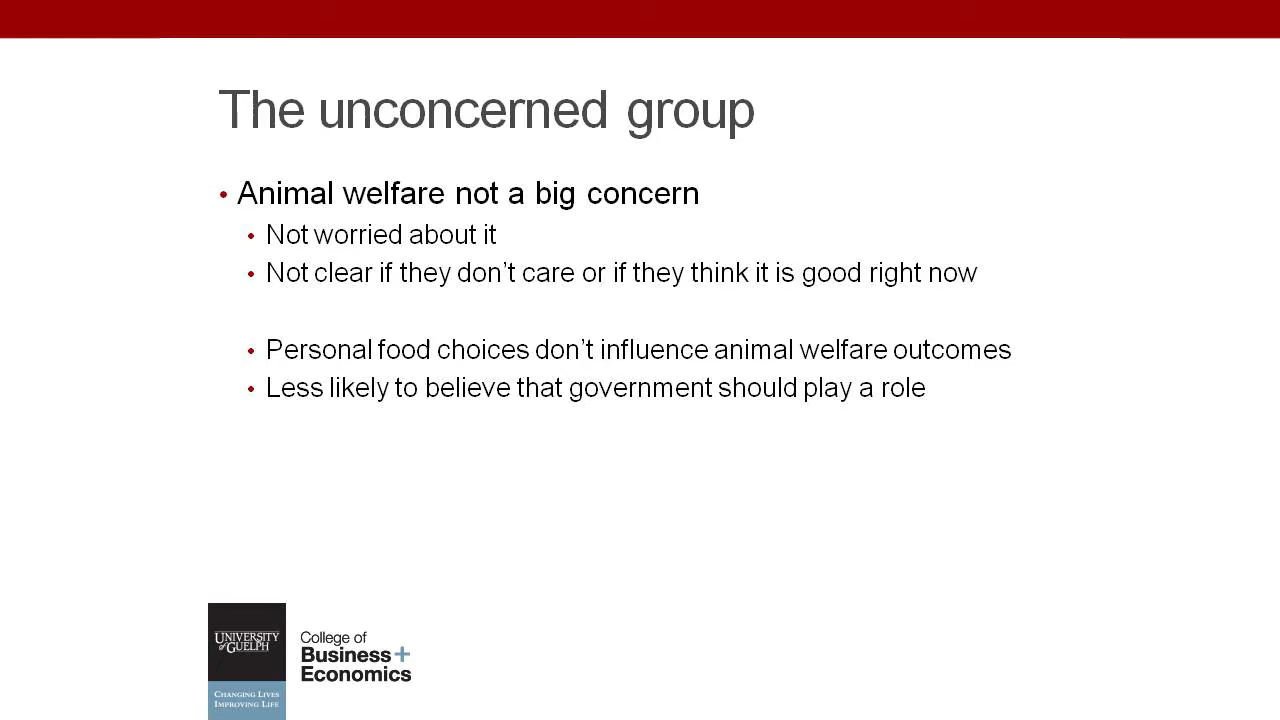 The unconcerned group
• Animal welfare not a big concern
• Not worried about it
• Not clear if they don't care or if they think it is good right now
• Personal food choices don't influence animal welfare outcomes
• Less likely to believe that government should play a role
UNIVERSITY
of GUELPH
CHANGING LIVES
IMPROVING LIFE
College of
Business+
Economics